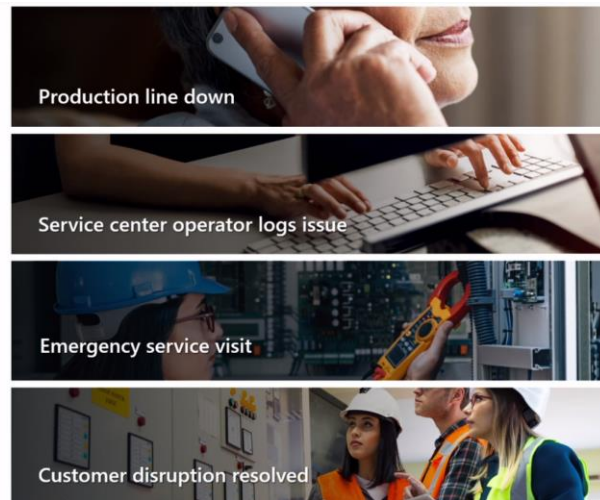 Production line down
Service center operator logs issue
Emergency service visit
Customer disruption resolved